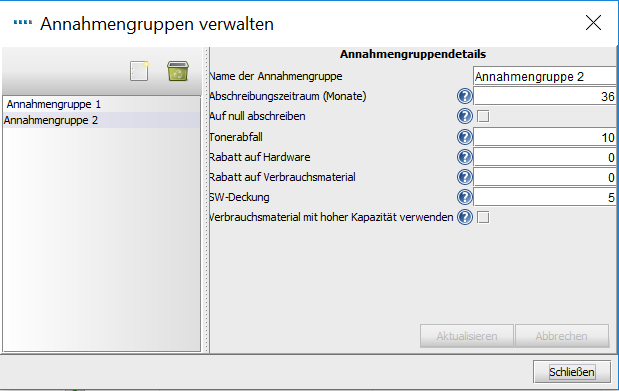 Annahmengruppen verwalten
Annahmengruppe 1
Annahmengruppe 2
Annahmengruppendetails
Name der Annahmengruppe Annahmengruppe 2
Abschreibungszeitraum (Monate) ? 36
Auf null abschreiben ?
Tonerabfall ? 10
Rabatt auf Hardware ? 0
Rabatt auf Verbrauchsmaterial ? 0
SW-Deckung ? 5
Verbrauchsmaterial mit hoher Kapazität verwenden ?
Aktualisieren Abbrechen
Schließen